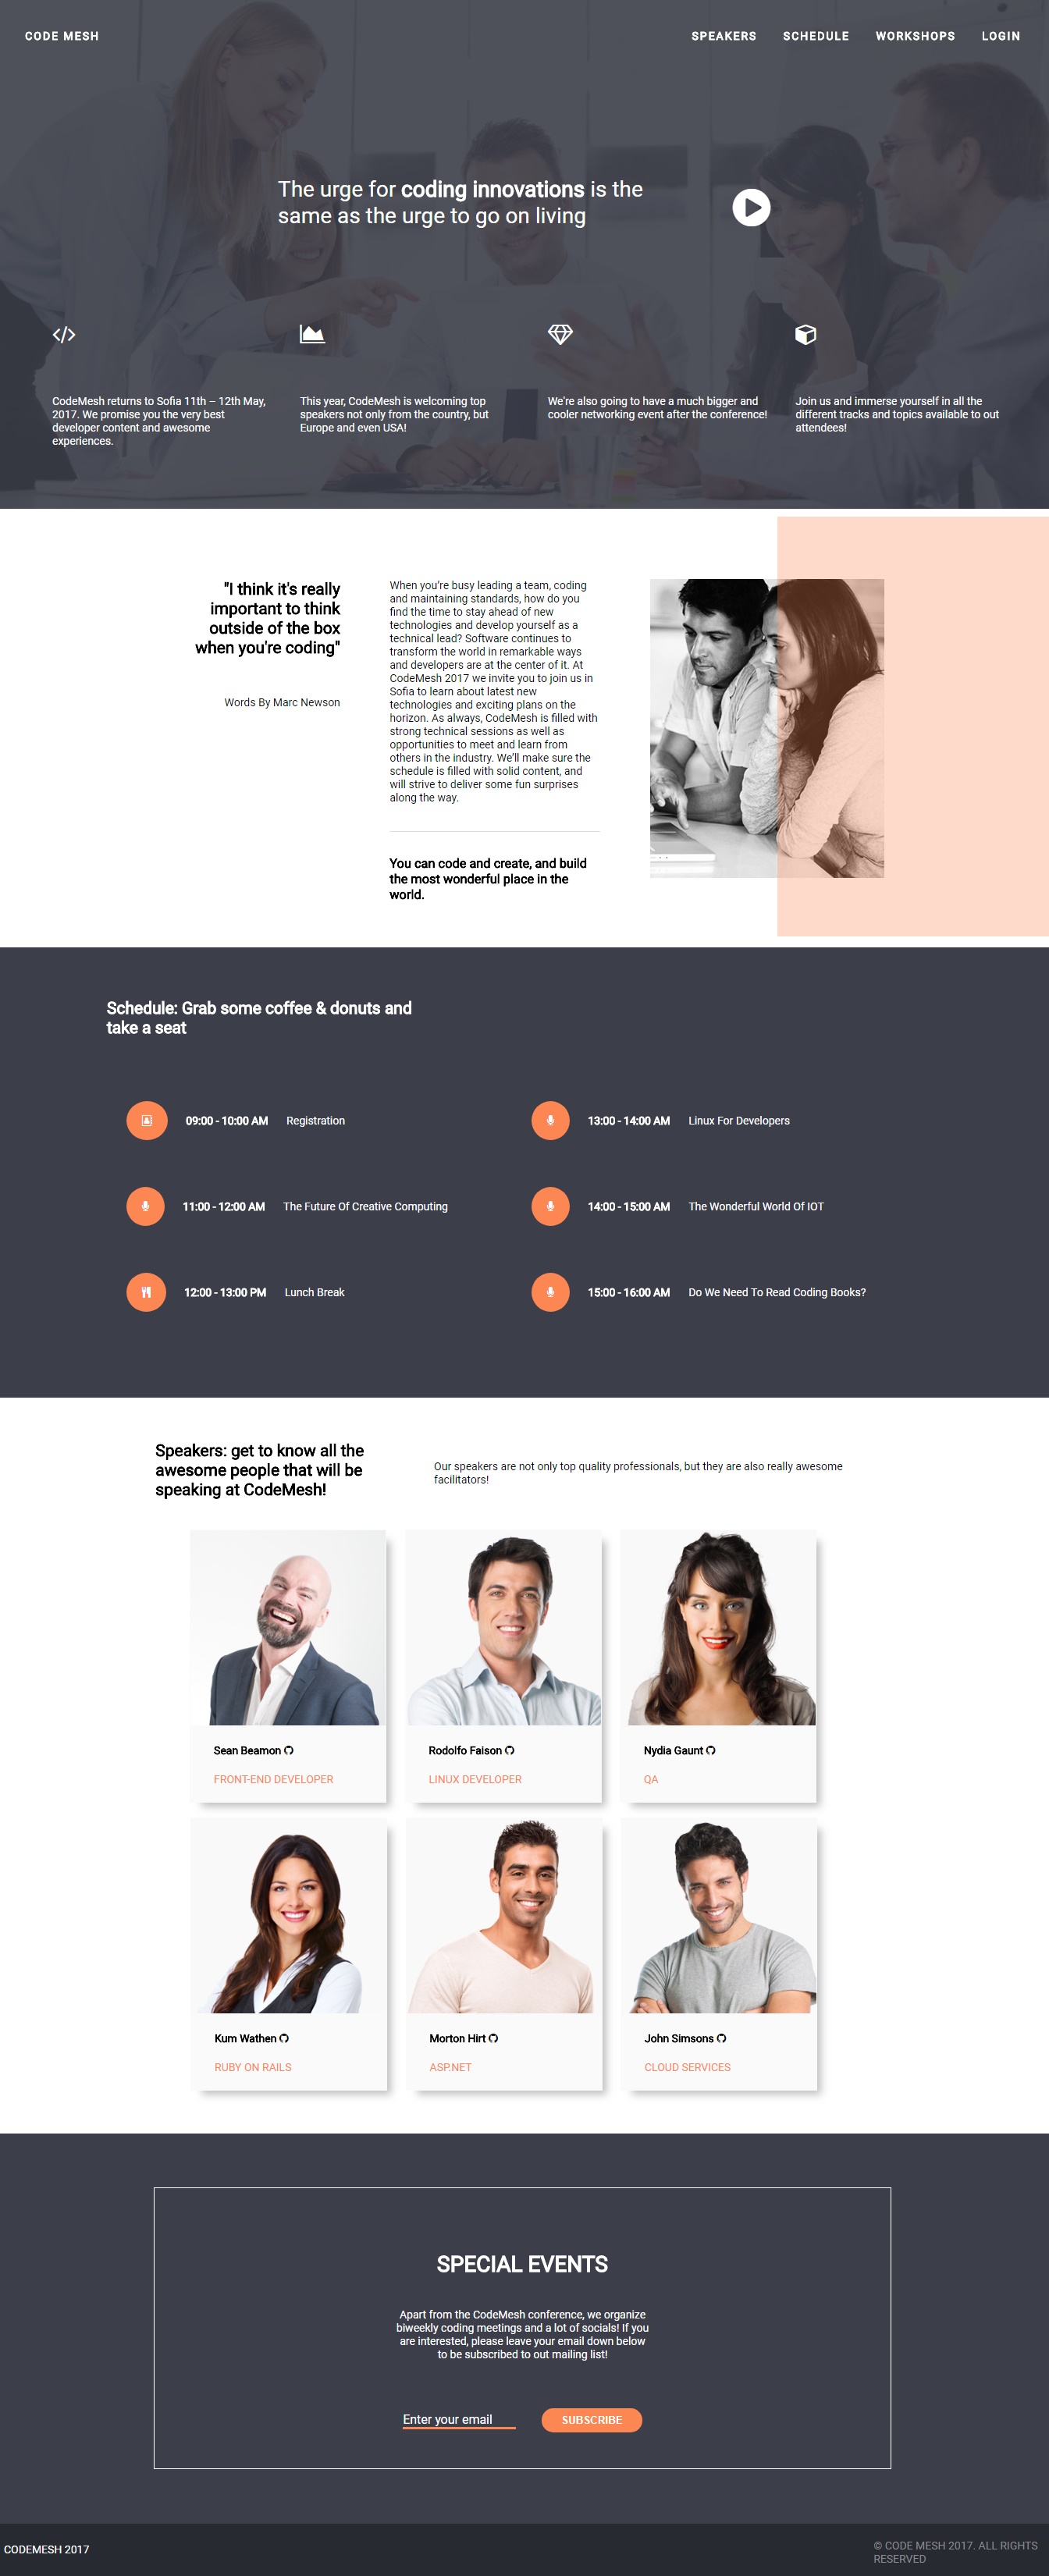 CODE MESH
SPEAKERS SCHEDULE WORKSHOPS LOGIN
The urge for coding innovations is the
same as the urge to go on living
CodeMesh returns to Sofia 11th – 12th May,
2017. We promise you the very best
developer content and awesome
experiences.
This year, CodeMesh is welcoming top
speakers not only from the country, but
Europe and even USA!
We're also going to have a much bigger and
cooler networking event after the conference!
Join us and immerse yourself in all the
different tracks and topics available to out
attendees!
"I think it's really
important to think
outside of the box
when you're coding"
Words By Marc Newson
When you're busy leading a team, coding
and maintaining standards, how do you
find the time to stay ahead of new
technologies and develop yourself as a
technical lead? Software continues to
transform the world in remarkable ways
and developers are at the center of it. At
CodeMesh 2017 we invite you to join us in
Sofia to learn about latest new
technologies and exciting plans on the
horizon. As always, CodeMesh is filled with
strong technical sessions as well as
opportunities to meet and learn from
others in the industry. We'll make sure the
schedule is filled with solid content, and
will strive to deliver some fun surprises
along the way.
You can code and create, and build
the most wonderful place in the
world.
Schedule: Grab some coffee & donuts and
take a seat
09:00 - 10:00 AM Registration
13:00 - 14:00 AM Linux For Developers
11:00 - 12:00 AM The Future Of Creative Computing
14:00 - 15:00 AM The Wonderful World Of IOT
12:00 - 13:00 PM Lunch Break
15:00 - 16:00 AM Do We Need To Read Coding Books?
Speakers: get to know all the
awesome people that will be
speaking at CodeMesh!
Our speakers are not only top quality professionals, but they are also really awesome
facilitators!
Sean Beamon
FRONT-END DEVELOPER
Rodolfo Faison
LINUX DEVELOPER
Nydia Gaunt
QA
Kum Wathen
RUBY ON RAILS
Morton Hirt
ASP.NET
John Simsons
CLOUD SERVICES
SPECIAL EVENTS
Apart from the CodeMesh conference, we organize
biweekly coding meetings and a lot of socials! If you
are interested, please leave your email down below
to be subscribed to out mailing list!
Enter your email SUBSCRIBE
CODEMESH 2017
© CODE MESH 2017. ALL RIGHTS
RESERVED